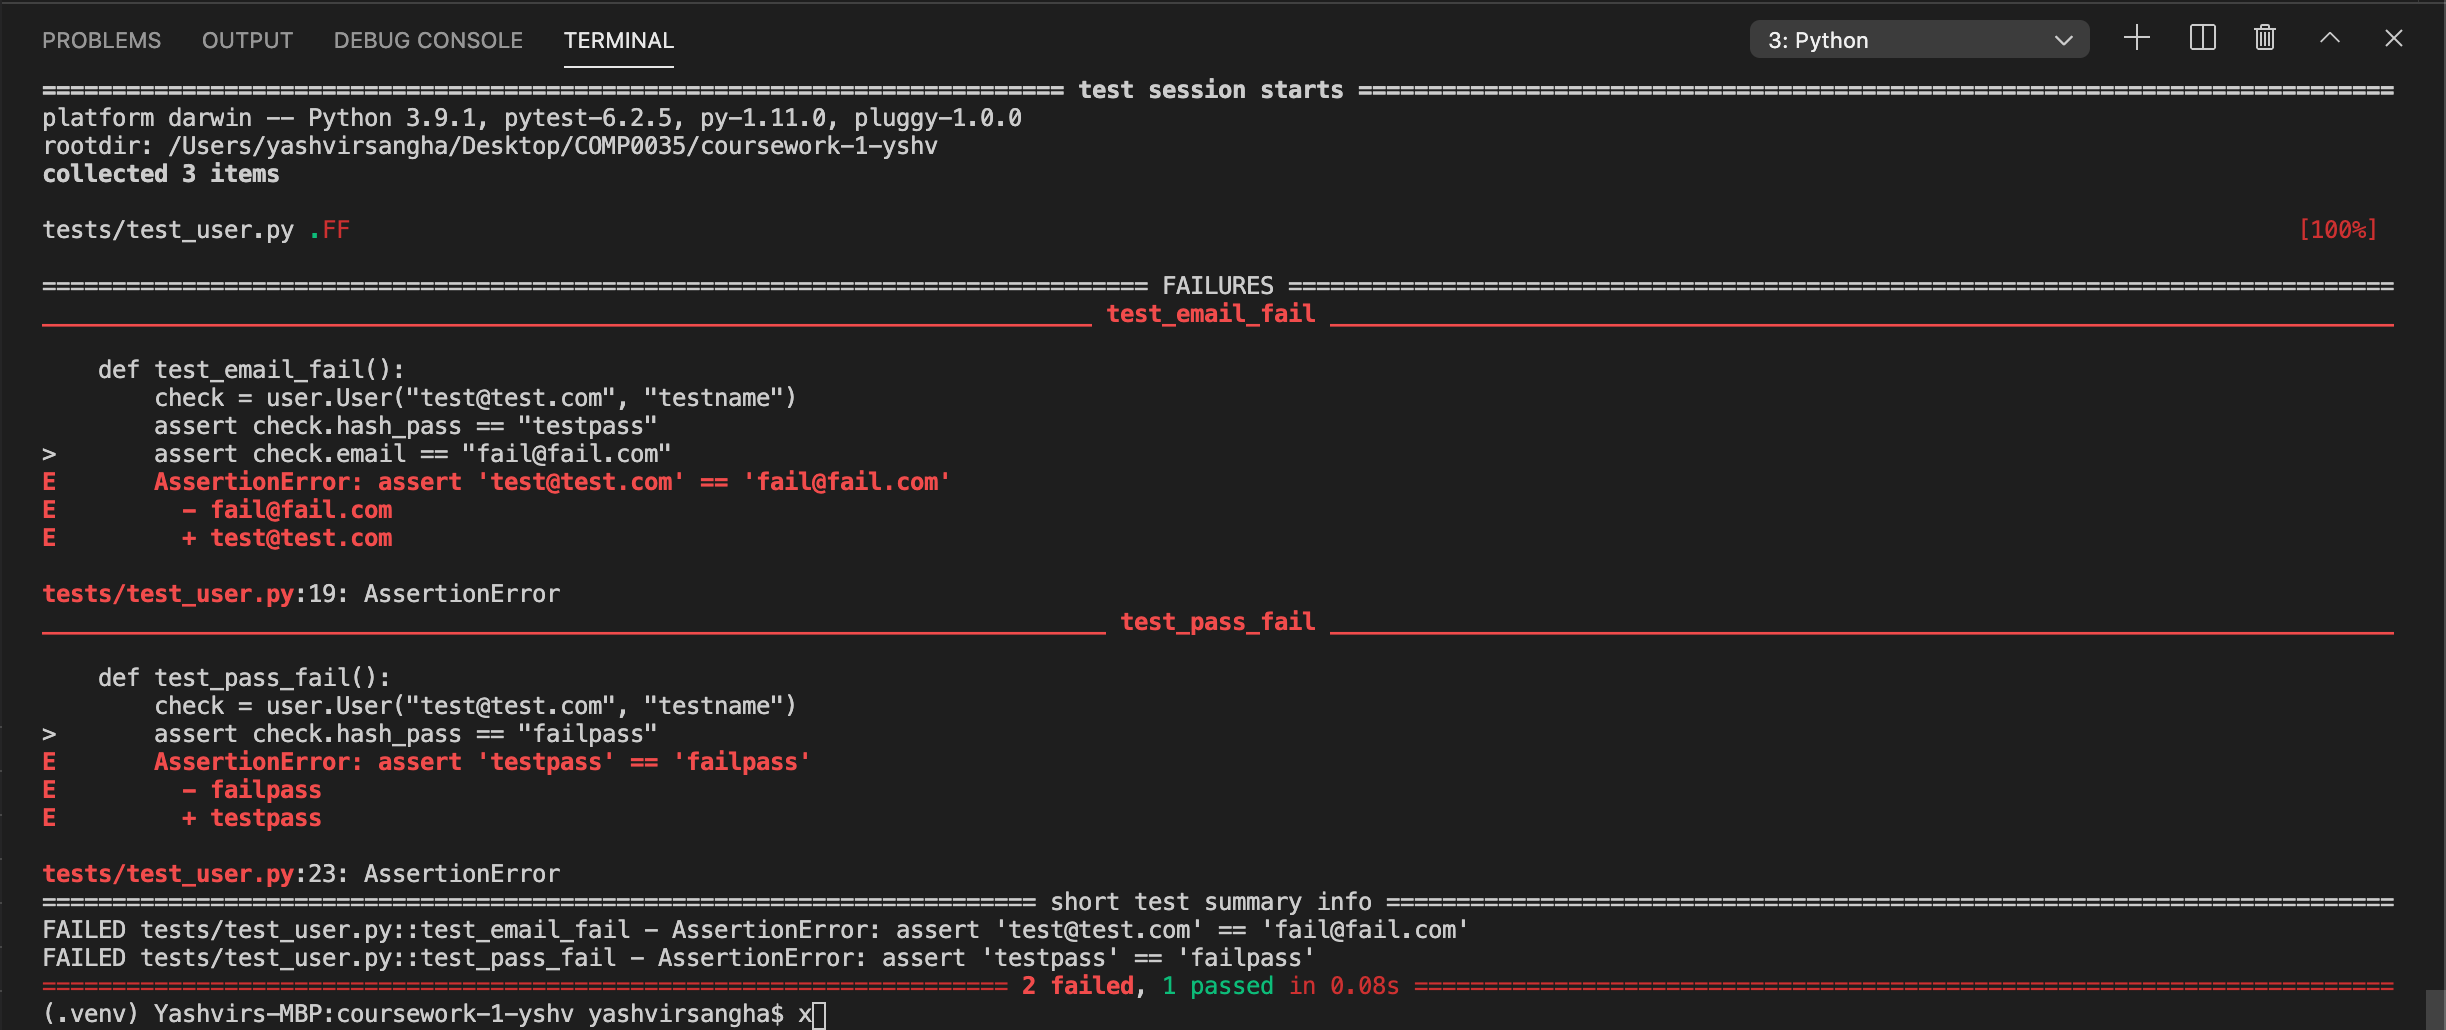 PROBLEMS OUTPUT DEBUG CONSOLE TERMINAL 3: Python
============ test session starts ============
platform darwin -- Python 3.9.1, pytest-6.2.5, py-1.11.0, pluggy-1.0.0
rootdir: /Users/yashvirsangha/Desktop/COMP0035/coursework-1-yshv
collected 3 items
tests/test_user.py .FF [100%]
============ FAILURES ============
____________ test_email_fail ____________
    def test_email_fail():
        check = user.User("test@test.com", "testname")
        assert check.hash_pass == "testpass"
>       assert check.email == "fail@fail.com"
E       AssertionError: assert 'test@test.com' == 'fail@fail.com'
E         - fail@fail.com
E         + test@test.com
tests/test_user.py:19: AssertionError
____________ test_pass_fail ____________
    def test_pass_fail():
        check = user.User("test@test.com", "testname")
>       assert check.hash_pass == "failpass"
E       AssertionError: assert 'testpass' == 'failpass'
E         - failpass
E         + testpass
tests/test_user.py:23: AssertionError
============ short test summary info ============
FAILED tests/test_user.py::test_email_fail - AssertionError: assert 'test@test.com' == 'fail@fail.com'
FAILED tests/test_user.py::test_pass_fail - AssertionError: assert 'testpass' == 'failpass'
============ 2 failed, 1 passed in 0.08s ============
(.venv) Yashvirs-MBP:coursework-1-yshv yashvirsangha$ x